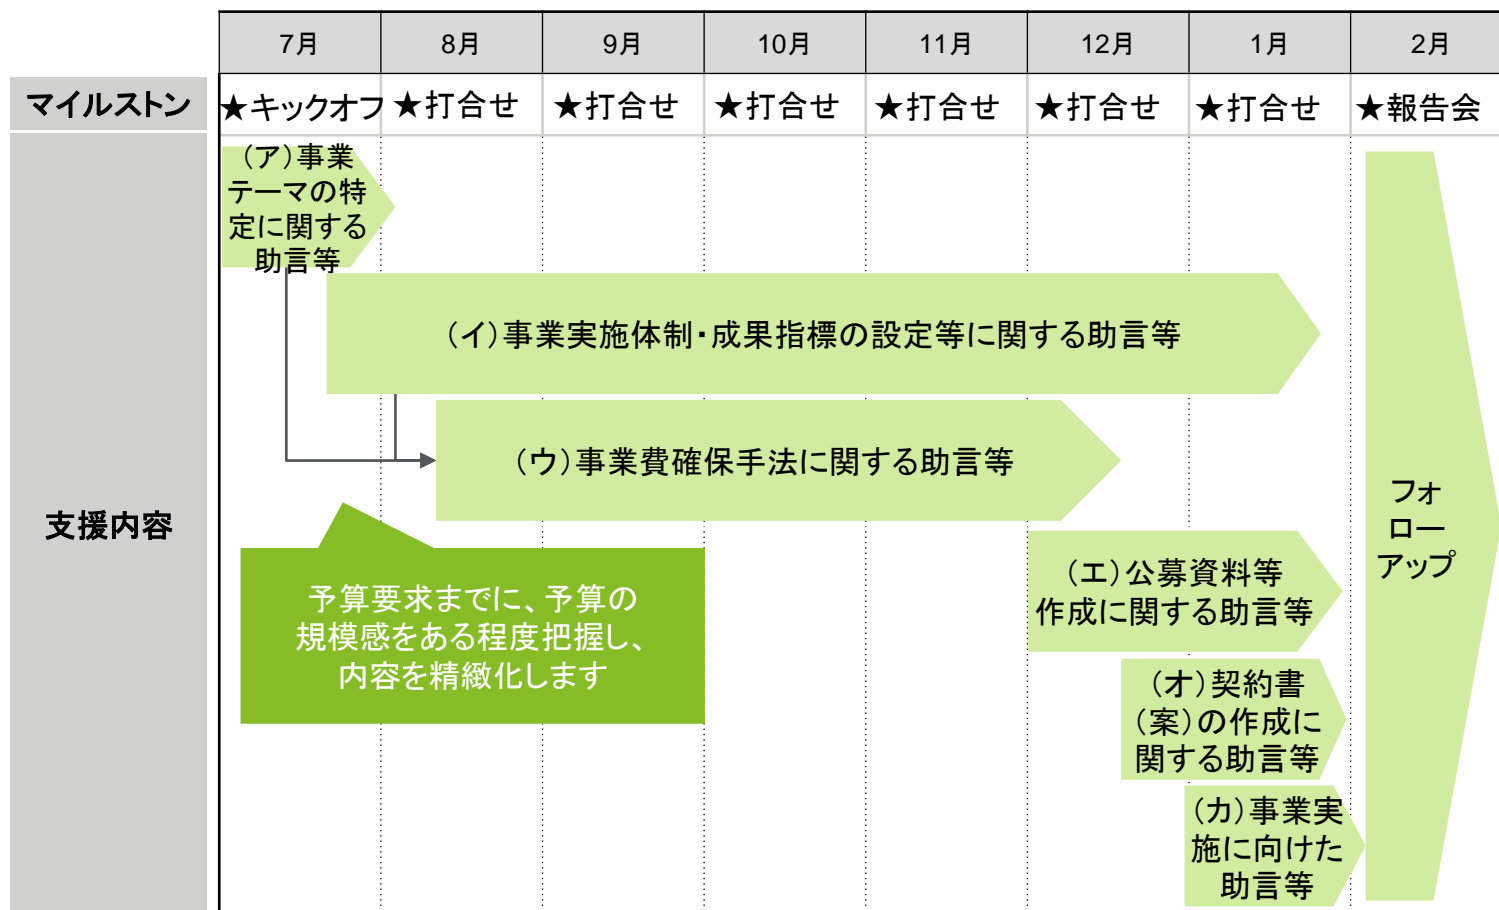 7月 8月 9月 10月 11月 12月 1月 2月
マイルストン ★キックオフ ★打合せ ★打合せ ★打合せ ★打合せ ★打合せ ★打合せ ★報告会
支援内容
（ア）事業
テーマの特
定に関する
助言等
（イ）事業実施体制・成果指標の設定等に関する助言等
（ウ）事業費確保手法に関する助言等
予算要求までに、予算の
規模感をある程度把握し、
内容を精緻化します
（エ）公募資料等
作成に関する助言等
（オ）契約書
（案）の作成に
関する助言等
（カ）事業実
施に向けた
助言等
フォ
ロー
アップ